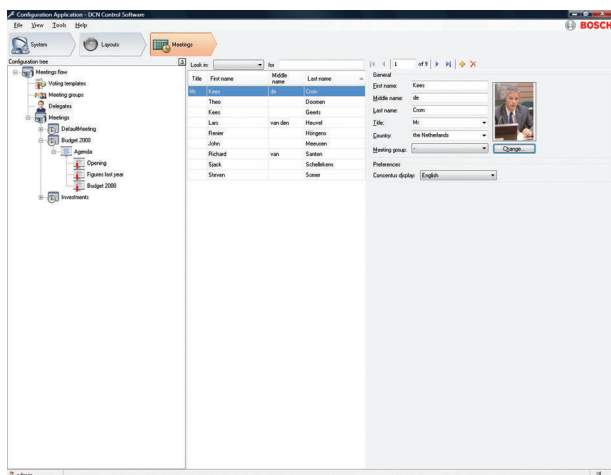 Configuration Application - DCN Control Software
File View Tools Help
BOSCH
System Layouts Meetings
Configuration tree
Look in: for
1 of 9
Meetings flow
Voting templates
Meeting groups
Delegates
Meetings
DefaultMeeting
Budget 2008
Agenda
Opening
Figures last year
Budget 2008
Investments
Title First name Middle name Last name
Mr. Kees de Crom
Theo Doomen
Kees Geerts
Lars van den Heuvel
Renier Höngens
John Meeusen
Richard van Santen
Sjack Schellekens
Steven Somer
General
First name: Kees
Middle name: de
Last name: Crom
Title: Mr.
Country: the Netherlands
Meeting group: -
Change...
Preferences
Concentus display: English
admin